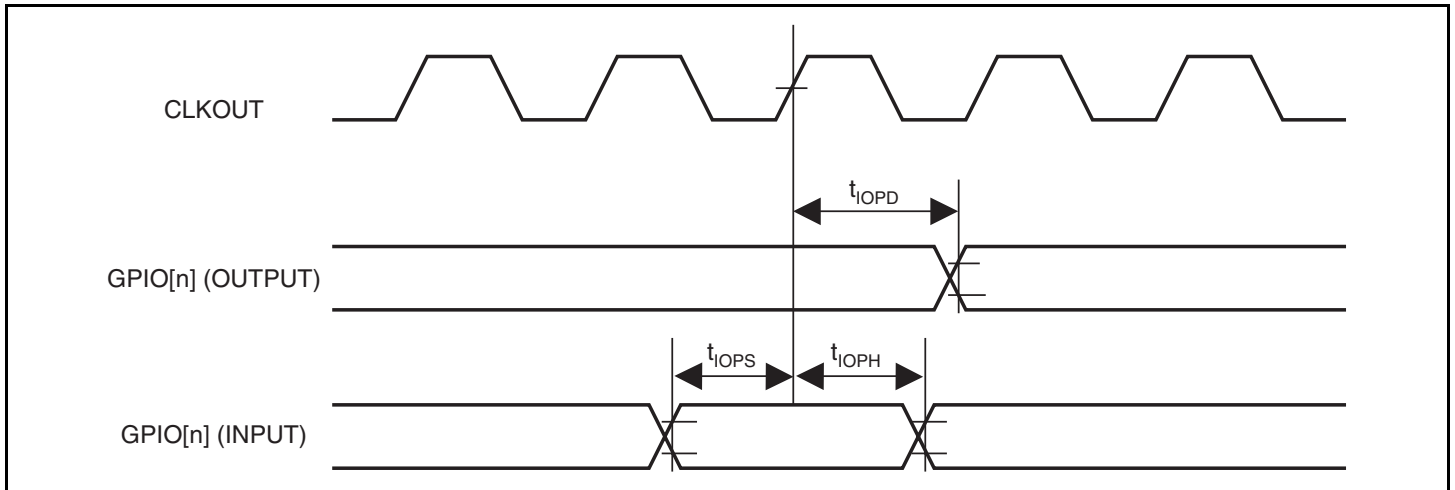 CLKOUT
tIOPD
GPIO[n] (OUTPUT)
tIOPS
tIOPH
GPIO[n] (INPUT)